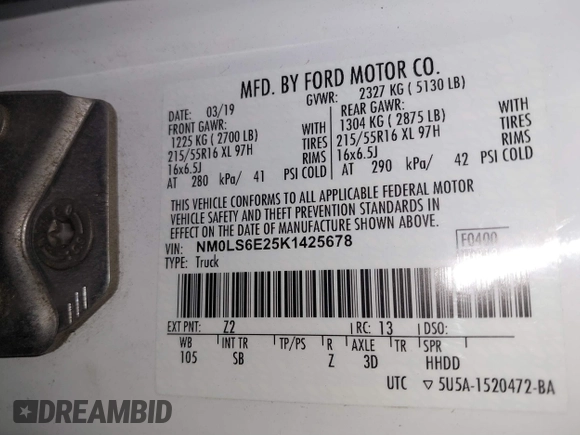 MFD. BY FORD MOTOR CO.
DATE: 03/19 GVWR: 2327 KG ( 5130 LB)
FRONT GAWR: REAR GAWR:
1225 KG ( 2700 LB) WITH 1304 KG ( 2875 LB) WITH
215/55R16 XL 97H TIRES 215/55R16 XL 97H TIRES
16x6.5J RIMS 16x6.5J RIMS
AT 280 kPa/ 41 PSI COLD AT 290 kPa/ 42 PSI COLD
THIS VEHICLE CONFORMS TO ALL APPLICABLE FEDERAL MOTOR
VEHICLE SAFETY AND THEFT PREVENTION STANDARDS IN
EFFECT ON THE DATE OF MANUFACTURE SHOWN ABOVE.
VIN: NM0LS6E25K1425678 F0400
TYPE: Truck
EXT PNT: Z2 RC: 13 DSO:
WB INT TR TP/PS R AXLE TR SPR
105 SB Z 3D HHDD
UTC ▽ 5U5A-1520472-BA
DREAMBID